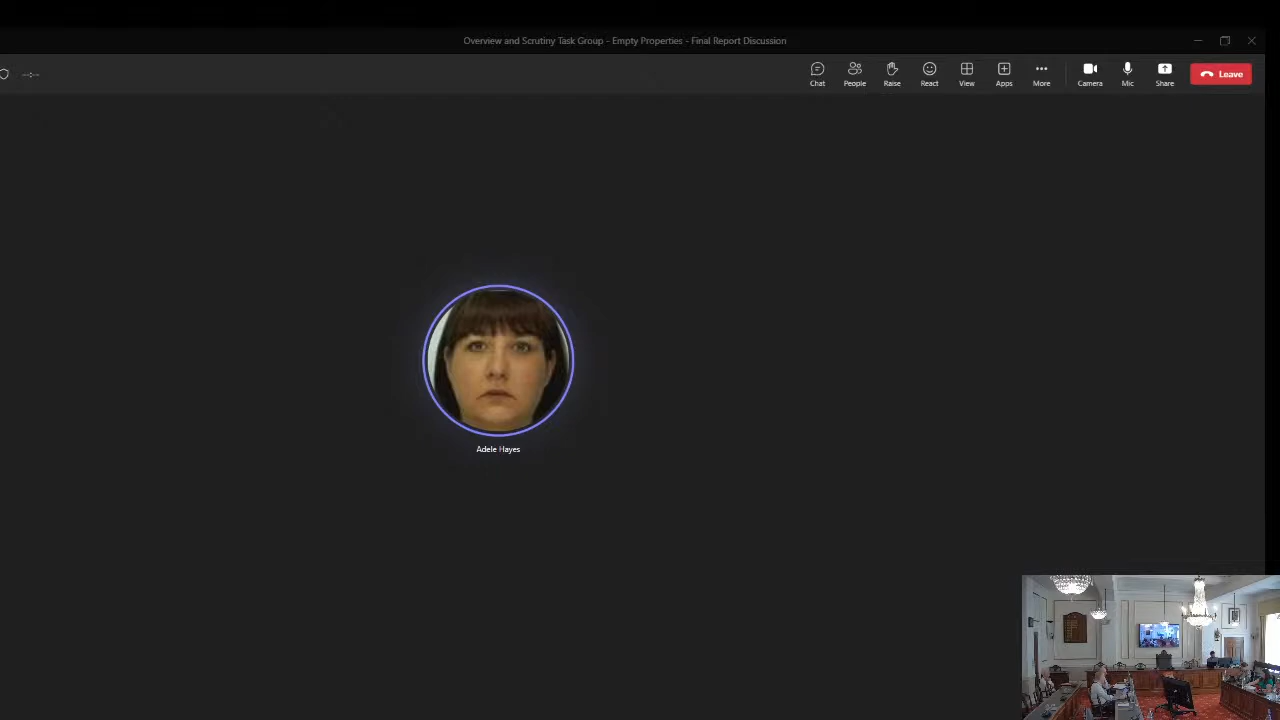 Overview and Scrutiny Task Group - Empty Properties - Final Report Discussion
Chat
People
Raise
React
View
Apps
More
Camera
Mic
Share
Leave
Adele Hayes